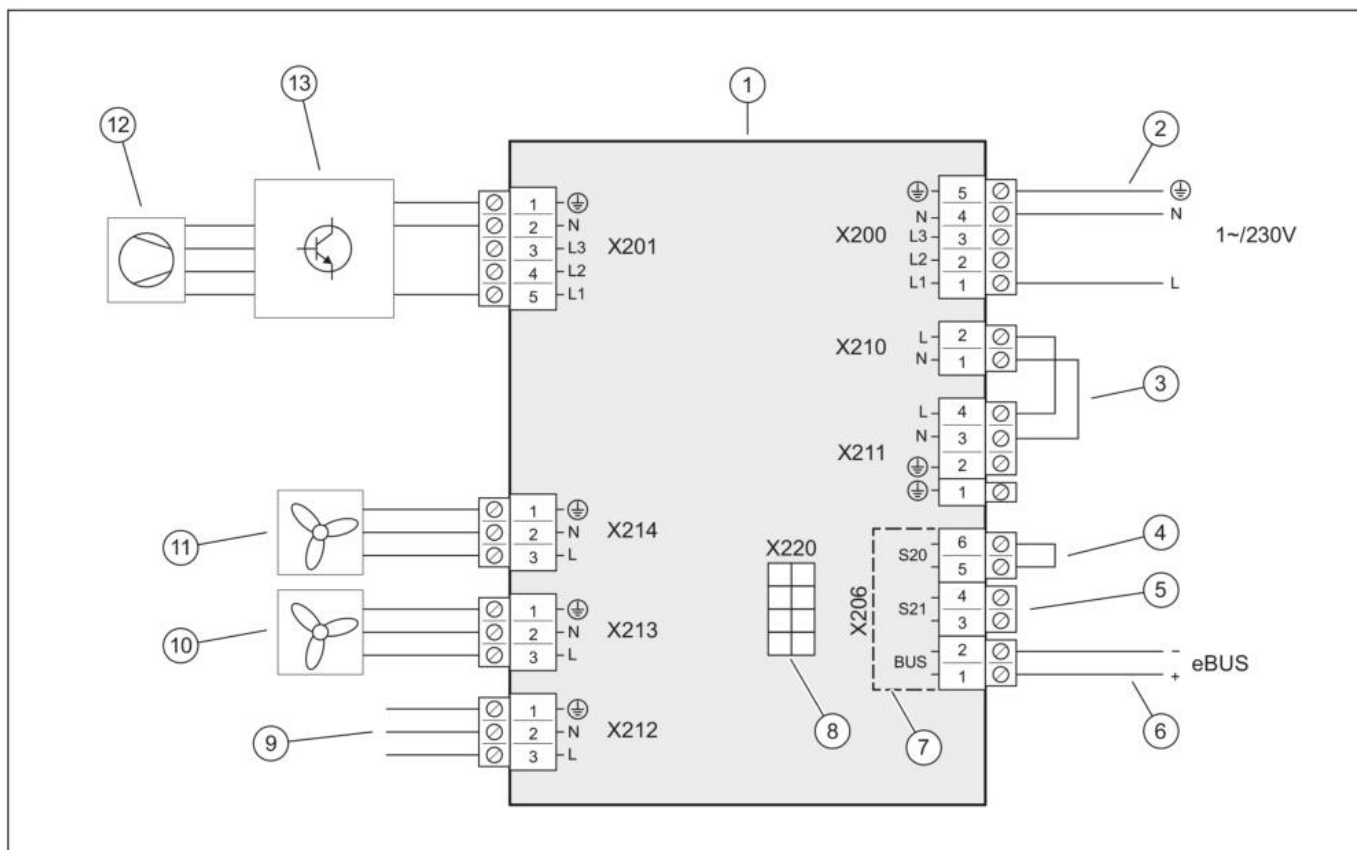 13
1
12
2
1
2 N
3 L3
4 L2
5 L1
X201
X200
5
N 4
L3 3
L2 2
L1 1
N
1~/230V
L
X210
L 2
N 1
3
X211
L 4
N 3
2
1
11
1
2 N
3 L
X214
X220
X206
S20
6
5
4
S21
4
3
5
BUS
2
1
−
+
eBUS
10
1
2 N
3 L
X213
9
1
2 N
3 L
X212
8
7
6